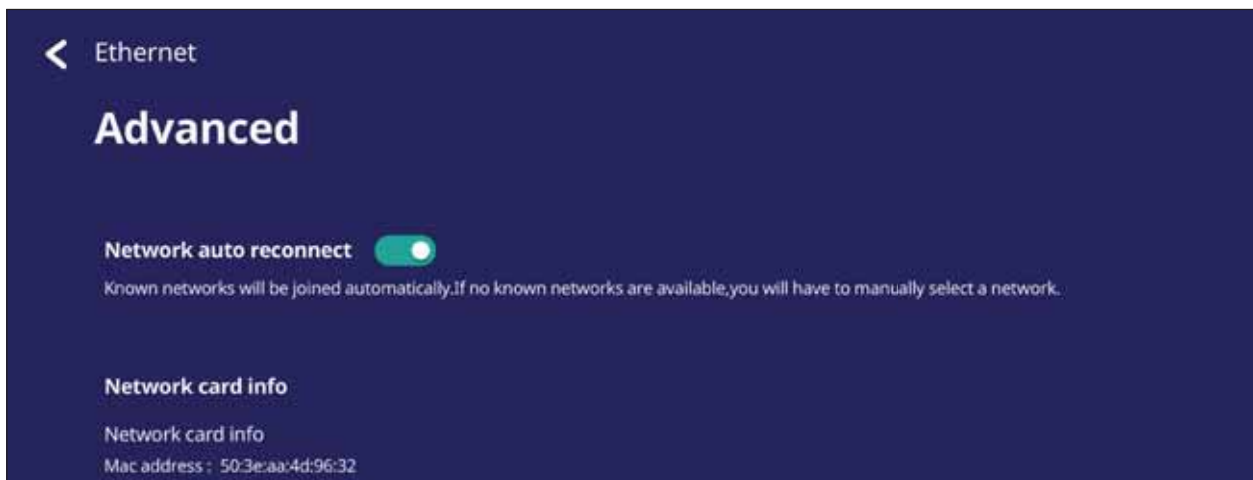 Ethernet
Advanced
Network auto reconnect
Known networks will be joined automatically.If no known networks are available,you will have to manually select a network.
Network card info
Network card info
Mac address : 50:3e:aa:4d:96:32